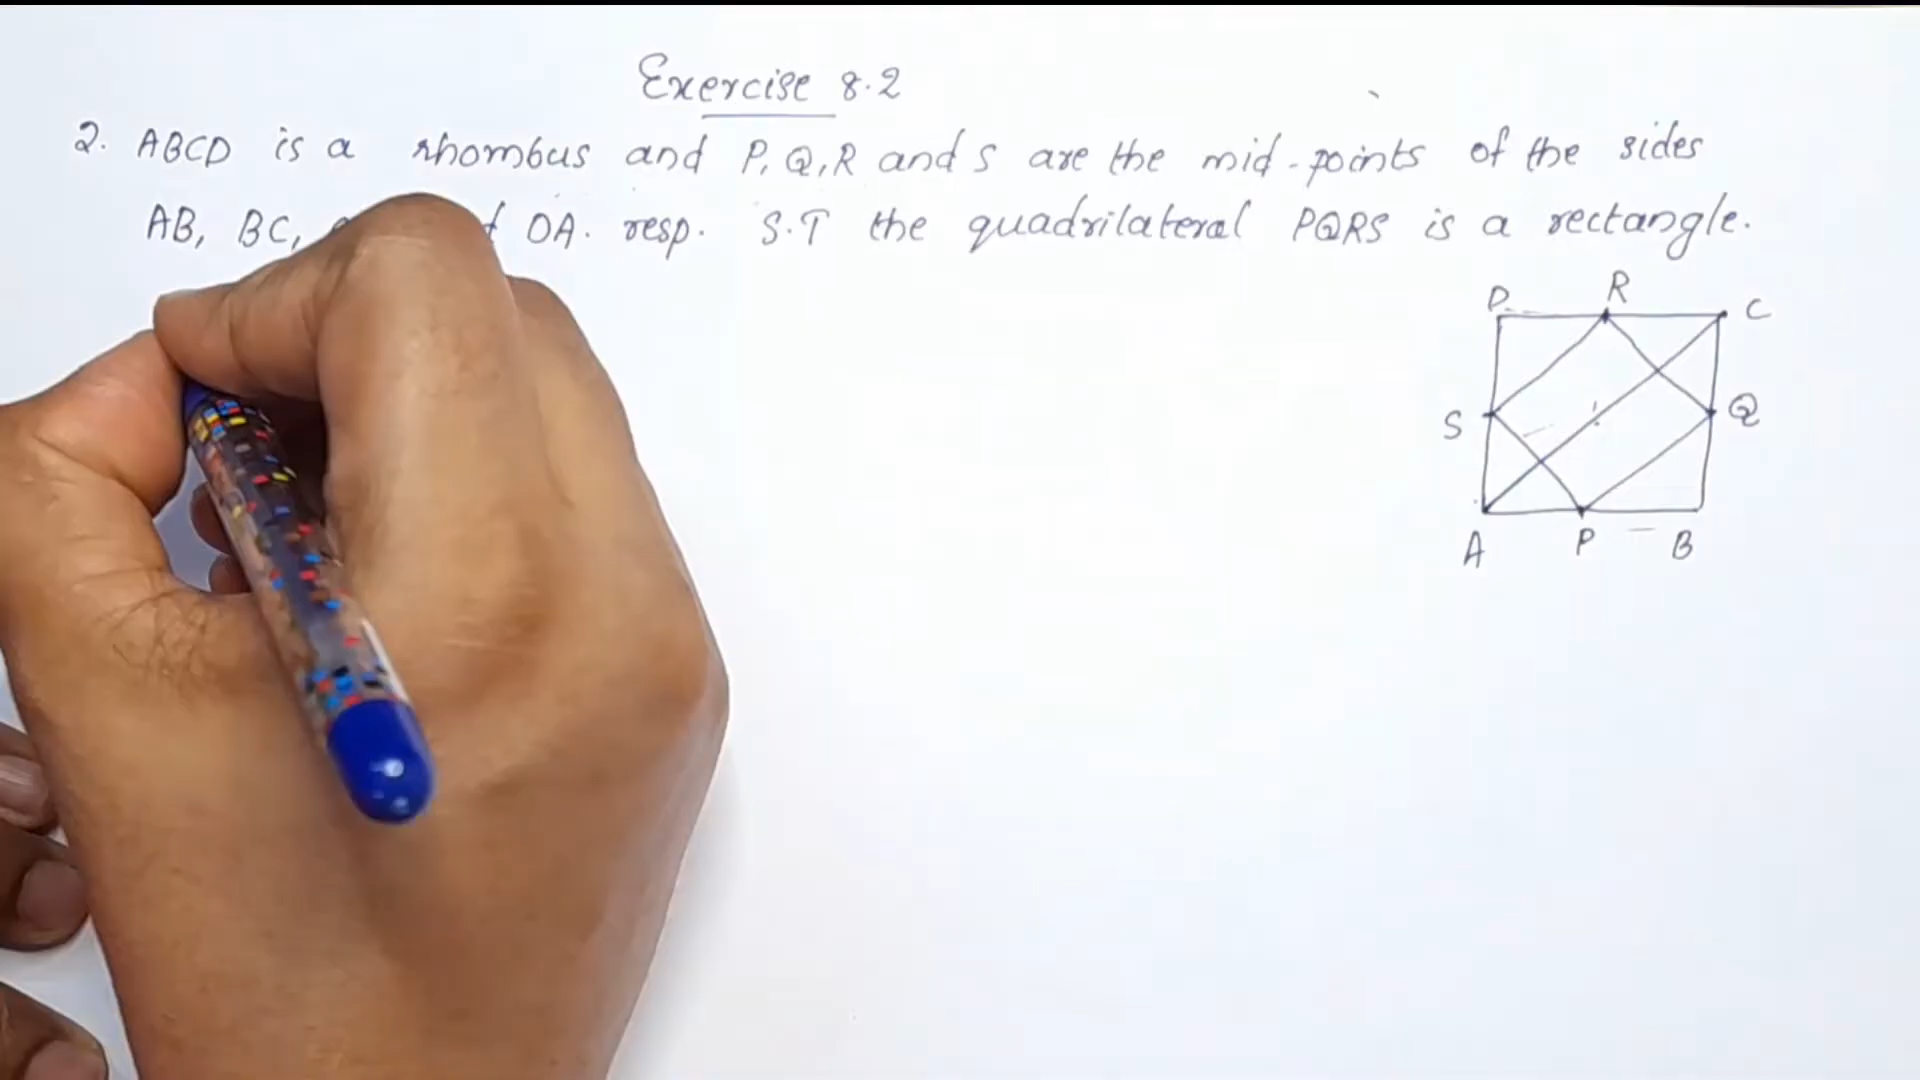 Exercise 8.2
2. ABCD is a rhombus and P, Q, R and S are the mid-points of the sides
AB, BC, DA. resp. S.T the quadrilateral PQRS is a rectangle.
D R C
S Q
A P B